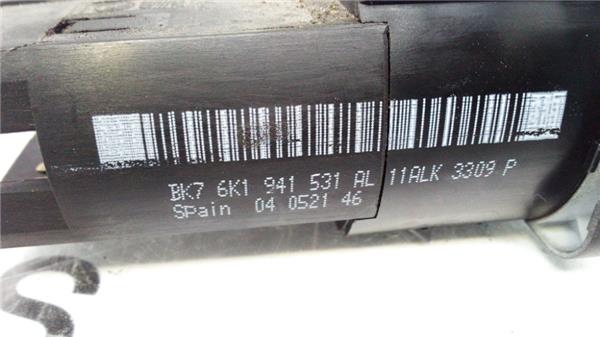 BK7 6K1 941 531 AL 11ALK 3309 P
Spain 04 0521 46
S